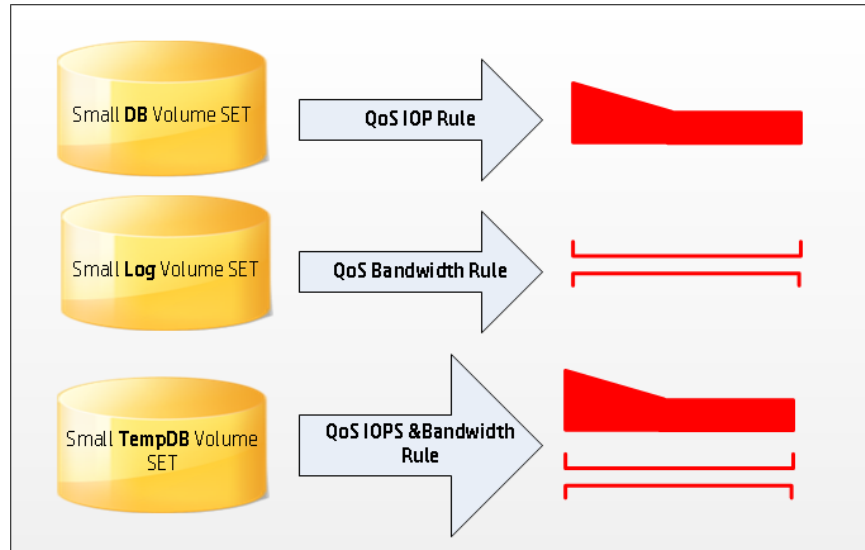 Small DB Volume SET
QoS IOP Rule
Small Log Volume SET
QoS Bandwidth Rule
Small TempDB Volume
SET
QoS IOPS &Bandwidth
Rule